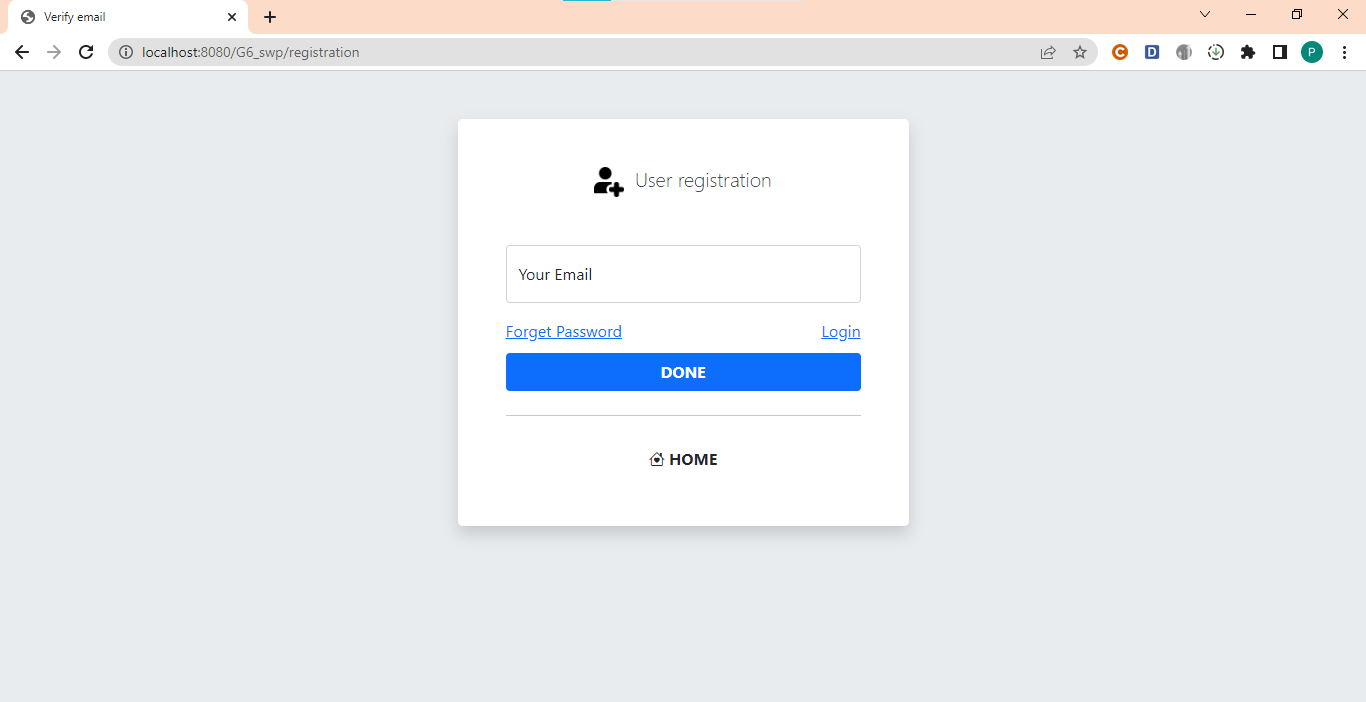 Verify email
localhost:8080/G6_swp/registration
C
D
P
User registration
Your Email
Forget Password
Login
DONE
HOME